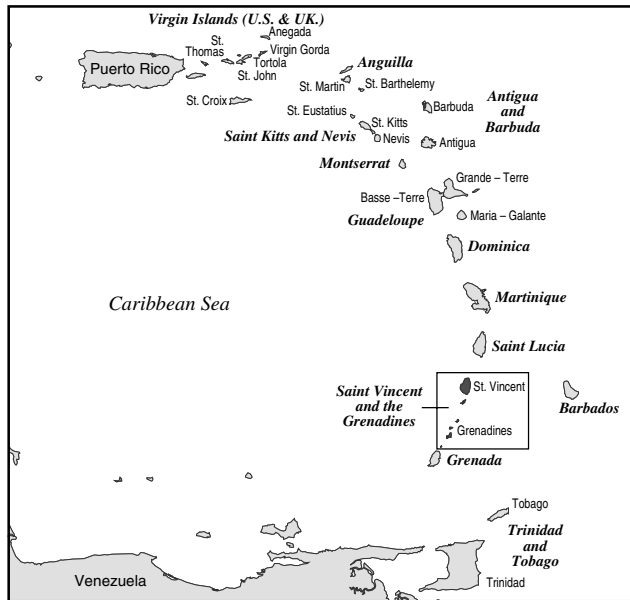 Virgin Islands (U.S. & UK.)
Anegada
St.
Thomas
Virgin Gorda
Tortola
St. John
Puerto Rico
St. Croix
Anguilla
St. Martin
St. Barthelemy
St. Eustatius
St. Kitts
Saint Kitts and Nevis
Nevis
Barbuda
Antigua
and
Barbuda
Antigua
Montserrat
Grande – Terre
Basse–Terre
Guadeloupe
Maria – Galante
Dominica
Caribbean Sea
Martinique
Saint Lucia
St. Vincent
Saint Vincent
and the
Grenadines
Grenadines
Barbados
Grenada
Tobago
Trinidad
and
Tobago
Trinidad
Venezuela